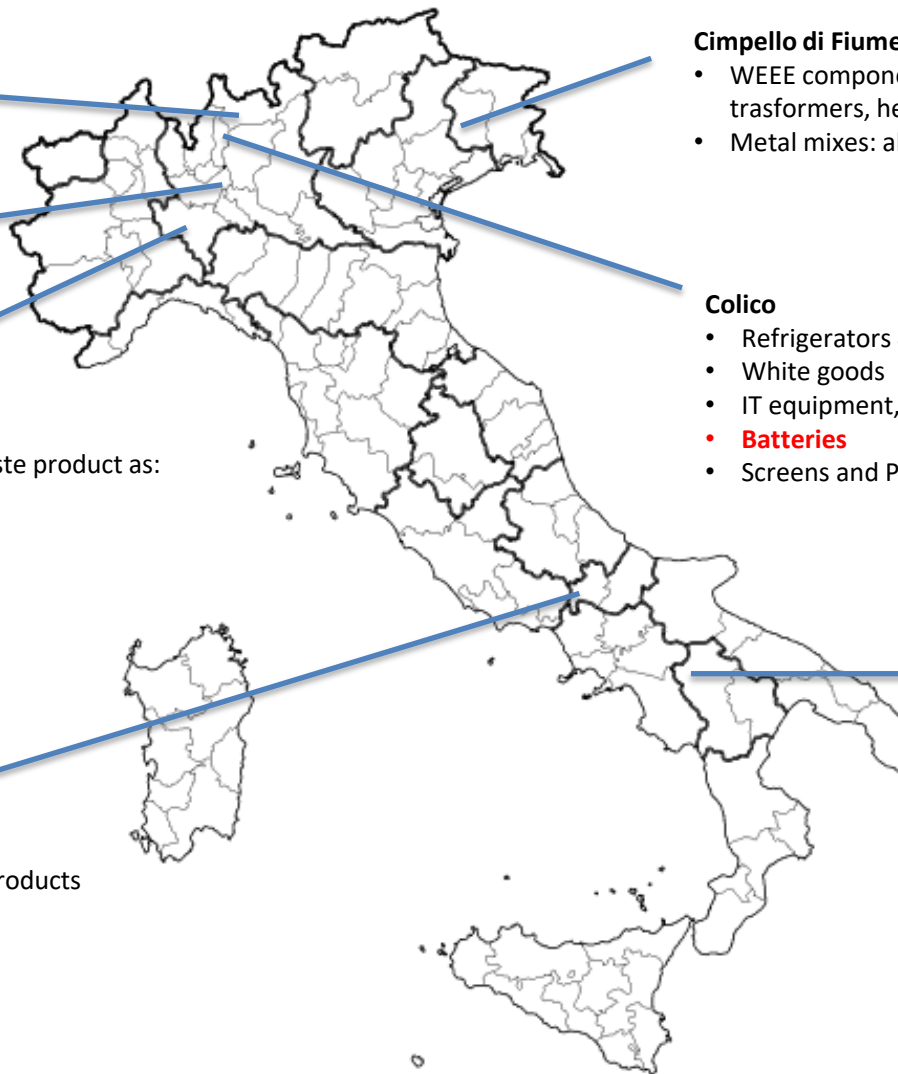 Cimpello di Fiume
• WEEE compone
trasformers, he
• Metal mixes: al
Colico
• Refrigerators
• White goods
• IT equipment,
• Batteries
• Screens and P
ste product as:
roducts